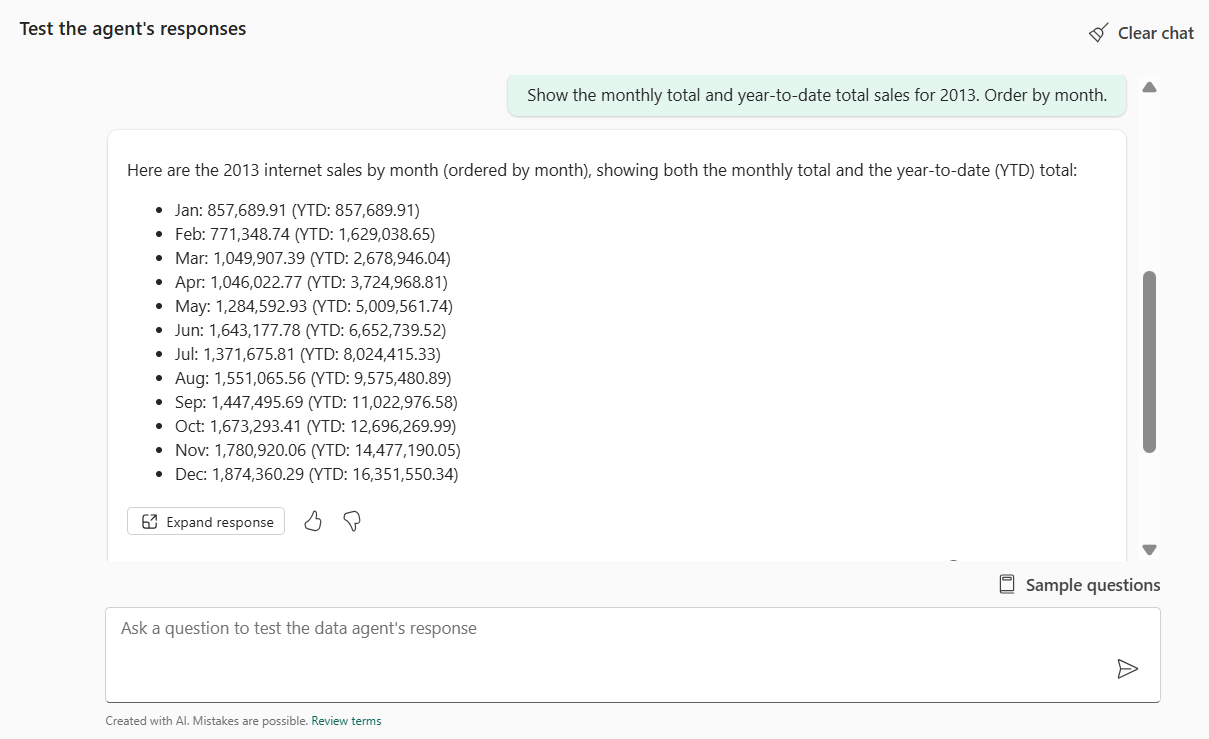 Test the agent's responses
Clear chat
Show the monthly total and year-to-date total sales for 2013. Order by month.
Here are the 2013 internet sales by month (ordered by month), showing both the monthly total and the year-to-date (YTD) total:
• Jan: 857,689.91 (YTD: 857,689.91)
• Feb: 771,348.74 (YTD: 1,629,038.65)
• Mar: 1,049,907.39 (YTD: 2,678,946.04)
• Apr: 1,046,022.77 (YTD: 3,724,968.81)
• May: 1,284,592.93 (YTD: 5,009,561.74)
• Jun: 1,643,177.78 (YTD: 6,652,739.52)
• Jul: 1,371,675.81 (YTD: 8,024,415.33)
• Aug: 1,551,065.56 (YTD: 9,575,480.89)
• Sep: 1,447,495.69 (YTD: 11,022,976.58)
• Oct: 1,673,293.41 (YTD: 12,696,269.99)
• Nov: 1,780,920.06 (YTD: 14,477,190.05)
• Dec: 1,874,360.29 (YTD: 16,351,550.34)
Expand response
Sample questions
Ask a question to test the data agent's response
Created with AI. Mistakes are possible. Review terms